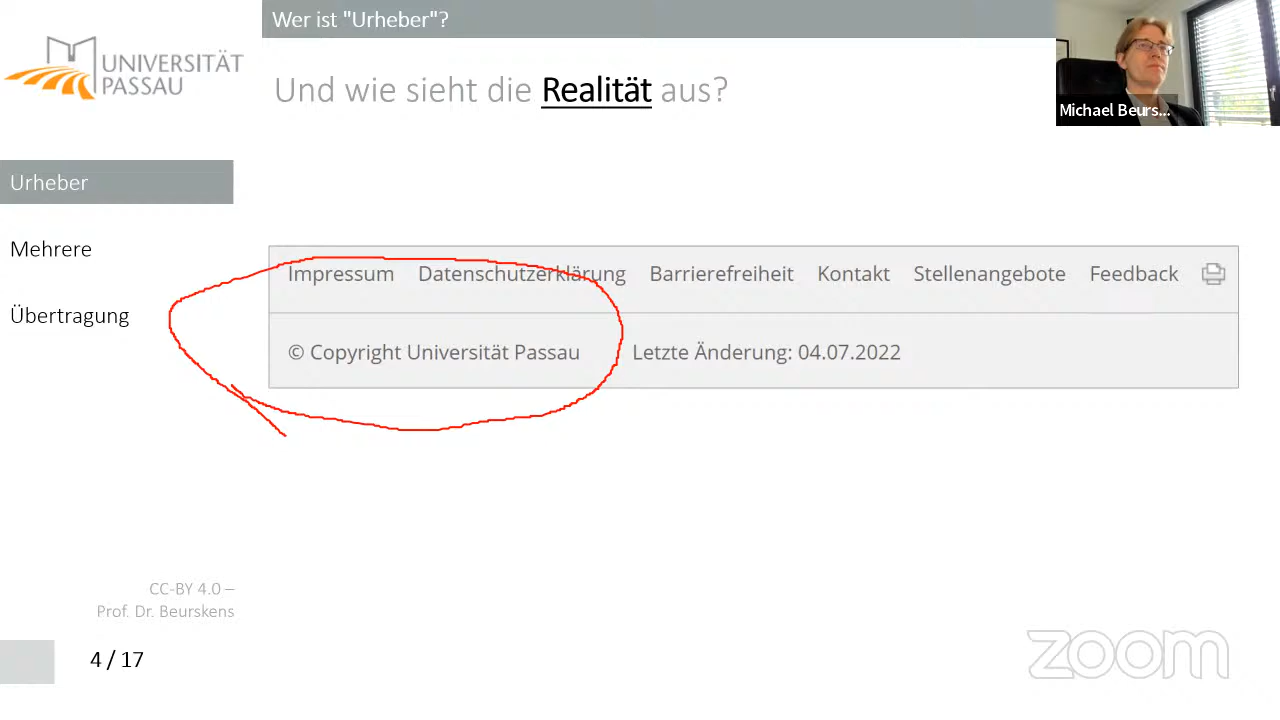 Wer ist "Urheber"?
UNIVERSITÄT
PASSAU
Und wie sieht die Realität aus?
Michael Beurs...
Urheber
Mehrere
Übertragung
Impressum Datenschutzerklärung Barrierefreiheit Kontakt Stellenangebote Feedback
© Copyright Universität Passau Letzte Änderung: 04.07.2022
CC-BY 4.0 –
Prof. Dr. Beurskens
4 / 17
zoom